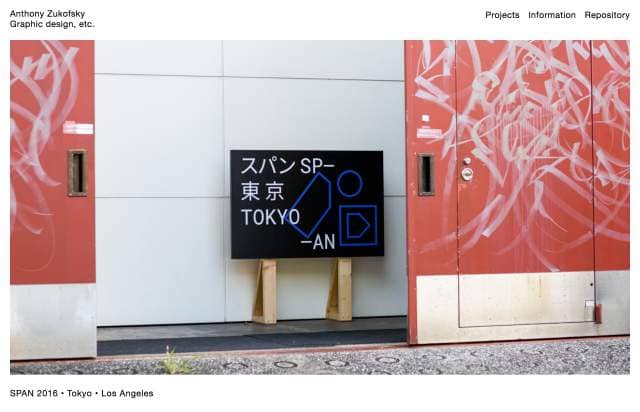 Anthony Zukofsky
Graphic design, etc.
Projects Information Repository
スパン SP–
東京
TOKYO
–AN
SPAN 2016 • Tokyo • Los Angeles